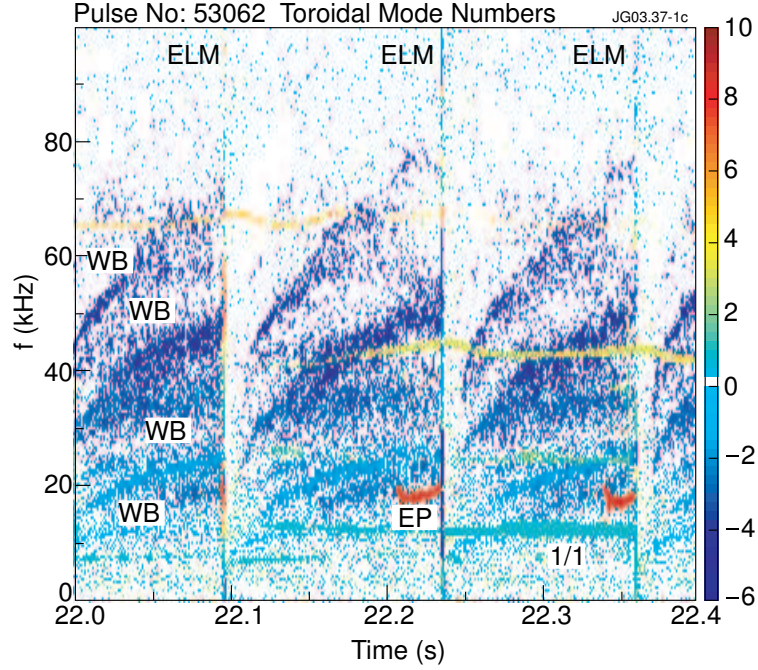 Pulse No: 53062 Toroidal Mode Numbers
JG03.37-1c
ELM ELM ELM
WB
WB
WB
WB
EP
1/1
f (kHz)
80
60
40
20
0
22.0 22.1 22.2 22.3 22.4
Time (s)
10
8
6
4
2
0
−2
−4
−6